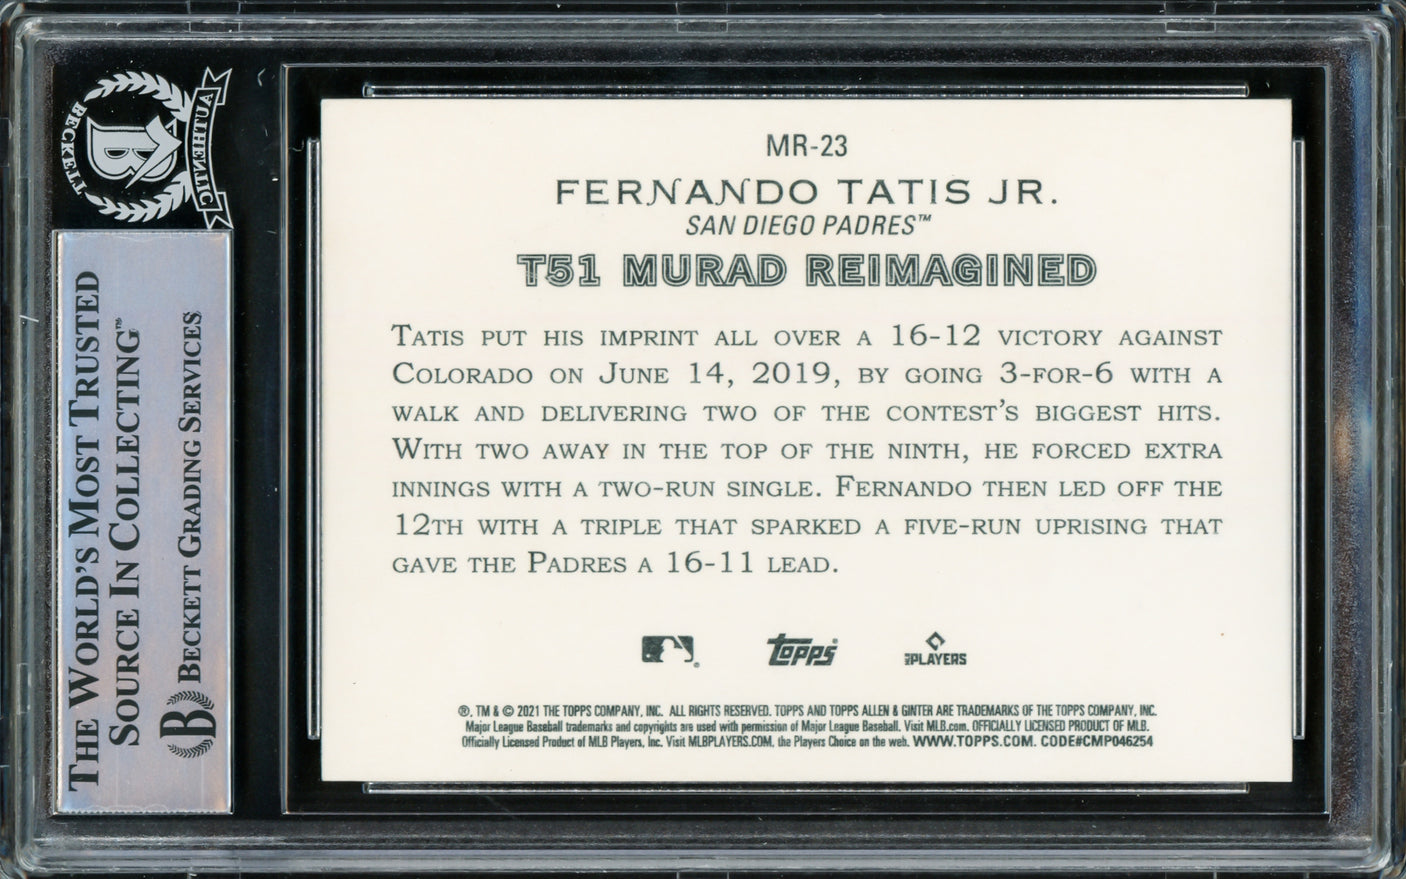 BECKETT
B
AUTHENTIC
THE WORLD'S MOST TRUSTED
SOURCE IN COLLECTING™
B BECKETT GRADING SERVICES
MR-23
FERNANDO TATIS JR.
SAN DIEGO PADRES™
T51 MURAD REIMAGINED
TATIS PUT HIS IMPRINT ALL OVER A 16-12 VICTORY AGAINST
COLORADO ON JUNE 14, 2019, BY GOING 3-FOR-6 WITH A
WALK AND DELIVERING TWO OF THE CONTEST'S BIGGEST HITS.
WITH TWO AWAY IN THE TOP OF THE NINTH, HE FORCED EXTRA
INNINGS WITH A TWO-RUN SINGLE. FERNANDO THEN LED OFF THE
12TH WITH A TRIPLE THAT SPARKED A FIVE-RUN UPRISING THAT
GAVE THE PADRES A 16-11 LEAD.
Topps PLAYERS
®, TM & © 2021 THE TOPPS COMPANY, INC. ALL RIGHTS RESERVED. TOPPS AND TOPPS ALLEN & GINTER ARE TRADEMARKS OF THE TOPPS COMPANY, INC.
Major League Baseball trademarks and copyrights are used with permission of Major League Baseball. Visit MLB.com. OFFICIALLY LICENSED PRODUCT OF MLB.
Officially Licensed Product of MLB Players, Inc. Visit MLBPLAYERS.COM, the Players Choice on the web. WWW.TOPPS.COM. CODE#CMP046254